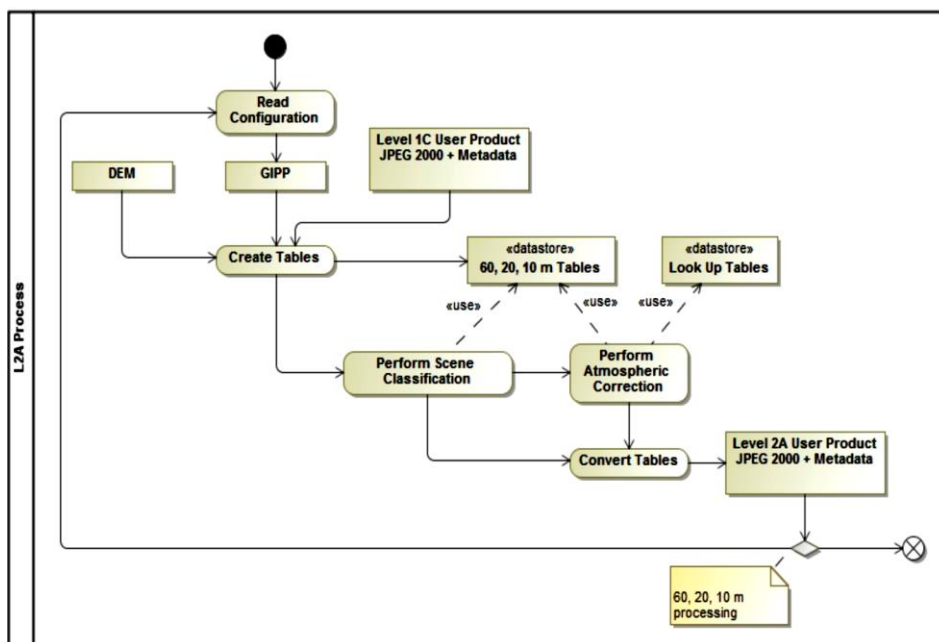 L2A Process
Read
Configuration
Level 1C User Product
JPEG 2000 + Metadata
DEM
GIPP
Create Tables
«datastore»
60, 20, 10 m Tables
«datastore»
Look Up Tables
«use»
«use»
«use»
Perform Scene
Classification
Perform
Atmospheric
Correction
Convert Tables
Level 2A User Product
JPEG 2000 + Metadata
60, 20, 10 m
processing